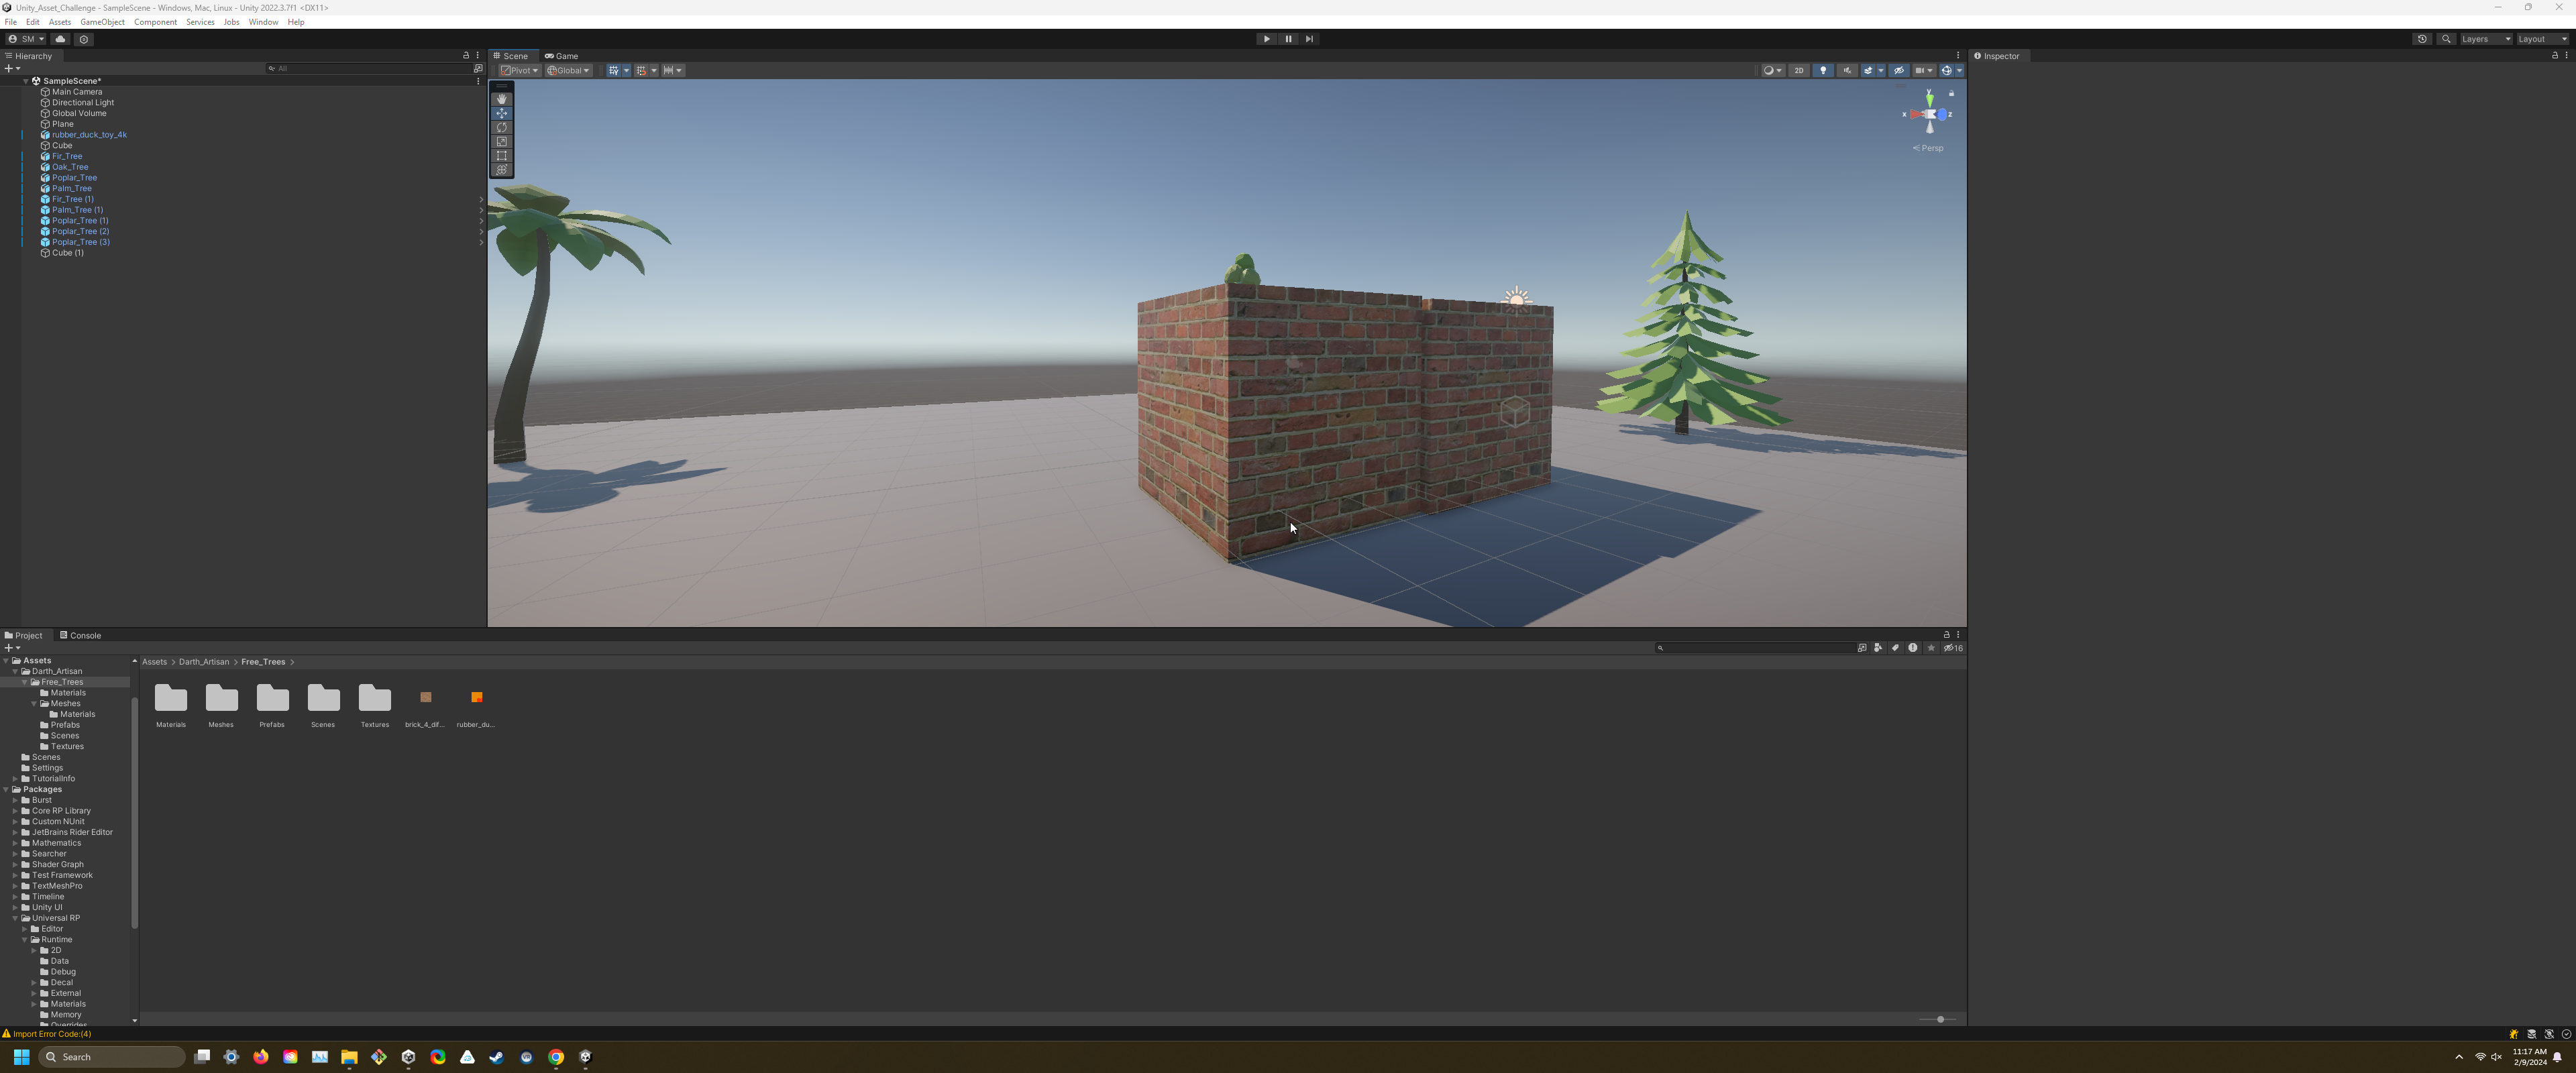 Unity_Asset_Challenge - SampleScene - Windows, Mac, Linux - Unity 2022.3.7f1 <DX11>
File Edit Assets GameObject Component Services Jobs Window Help
SM
Layers Layout
Hierarchy
All
SampleScene*
Main Camera
Directional Light
Global Volume
Plane
rubber_duck_toy_4k
Cube
Fir_Tree
Oak_Tree
Poplar_Tree
Palm_Tree
Fir_Tree (1)
Palm_Tree (1)
Poplar_Tree (1)
Poplar_Tree (2)
Poplar_Tree (3)
Cube (1)
Scene Game
Pivot Global
2D
y
x z
Persp
Inspector
Project Console
16
Assets
Darth_Artisan
Free_Trees
Materials
Meshes
Materials
Prefabs
Scenes
Textures
Scenes
Settings
TutorialInfo
Packages
Burst
Core RP Library
Custom NUnit
JetBrains Rider Editor
Mathematics
Searcher
Shader Graph
Test Framework
TextMeshPro
Timeline
Unity UI
Universal RP
Editor
Runtime
2D
Data
Debug
Decal
External
Materials
Memory
Overrides
Assets > Darth_Artisan > Free_Trees >
Materials Meshes Prefabs Scenes Textures brick_4_dif... rubber_du...
Import Error Code:(4)
Search
11:17 AM
2/9/2024